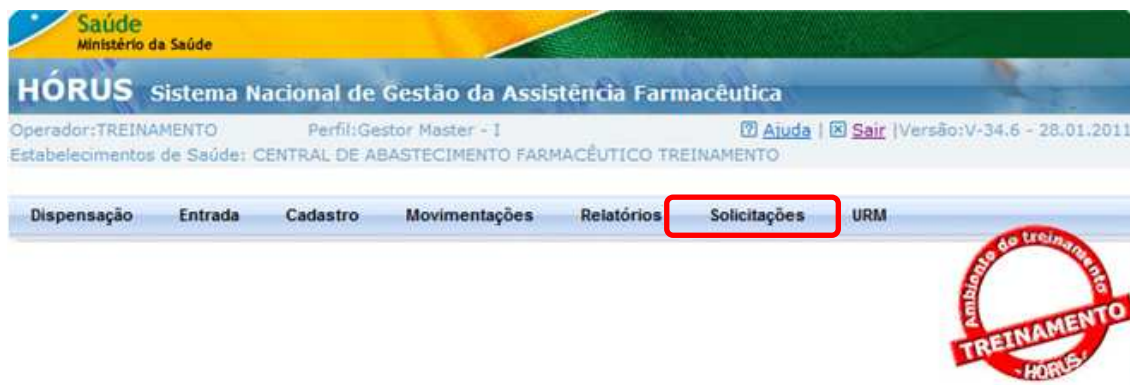 Saúde
Ministério da Saúde
HÓRUS Sistema Nacional de Gestão da Assistência Farmacêutica
Operador:TREINAMENTO Perfil:Gestor Master - I Ajuda | Sair |Versão:V-34.6 - 28.01.2011
Estabelecimentos de Saúde: CENTRAL DE ABASTECIMENTO FARMACÊUTICO TREINAMENTO
Dispensação Entrada Cadastro Movimentações Relatórios Solicitações URM
Ambiente de treinamento
TREINAMENTO
- HÓRUS -